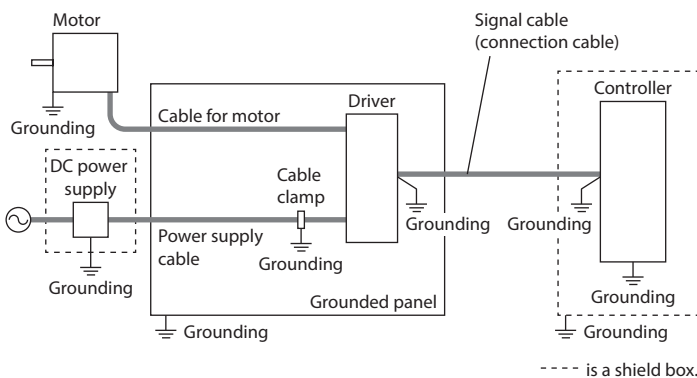 Motor
Signal cable
(connection cable)
Controller
Driver
Cable for motor
Grounding
DC power
supply
Cable
clamp
Grounding
Grounding
Power supply
cable
Grounding
Grounding
Grounding
Grounded panel
Grounding
Grounding
is a shield box.